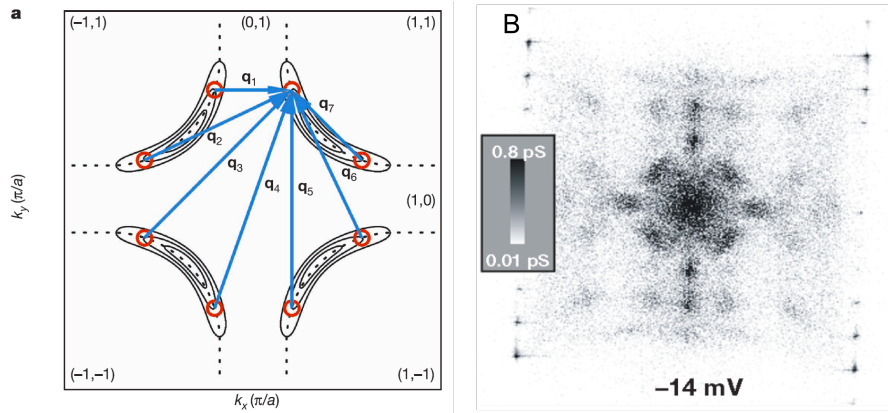 a
(−1,1)
(0,1)
(1,1)
q1
q7
q2
q3
q4
q5
q6
(1,0)
ky (π/a)
(−1,−1)
(1,−1)
kx (π/a)
B
0.8 pS
0.01 pS
−14 mV